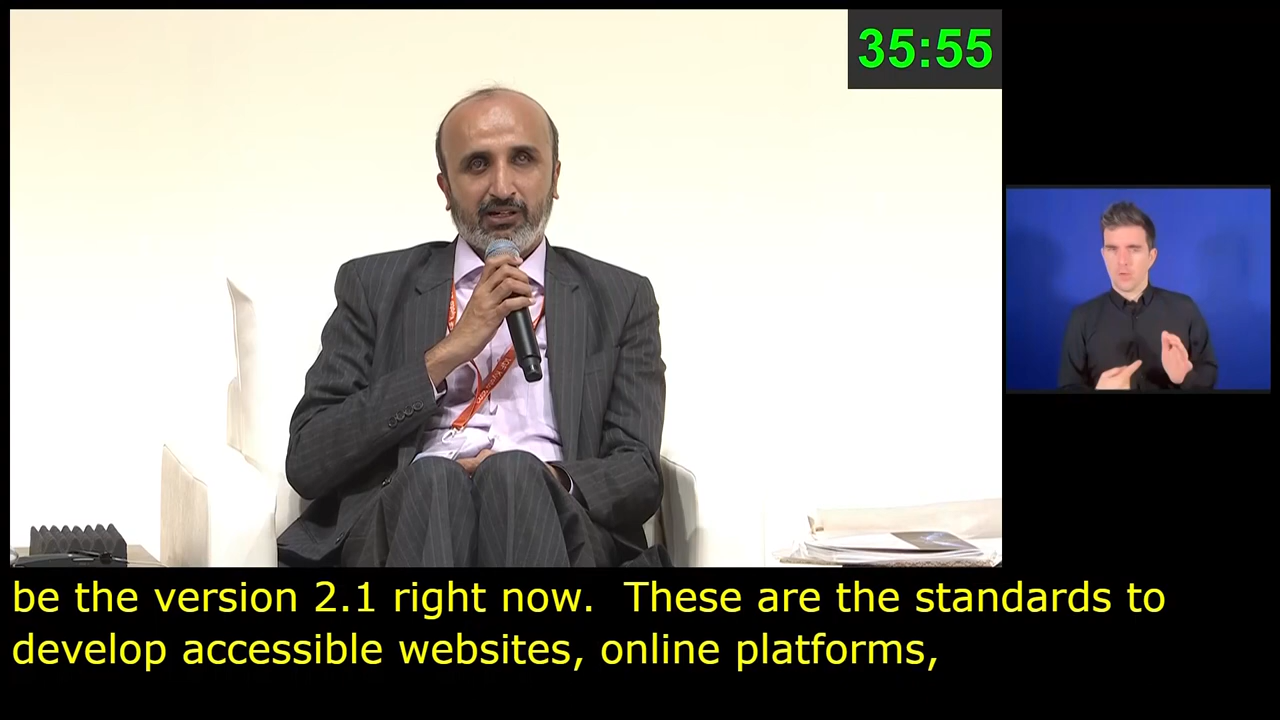 35:55
be the version 2.1 right now.  These are the standards to
develop accessible websites, online platforms,